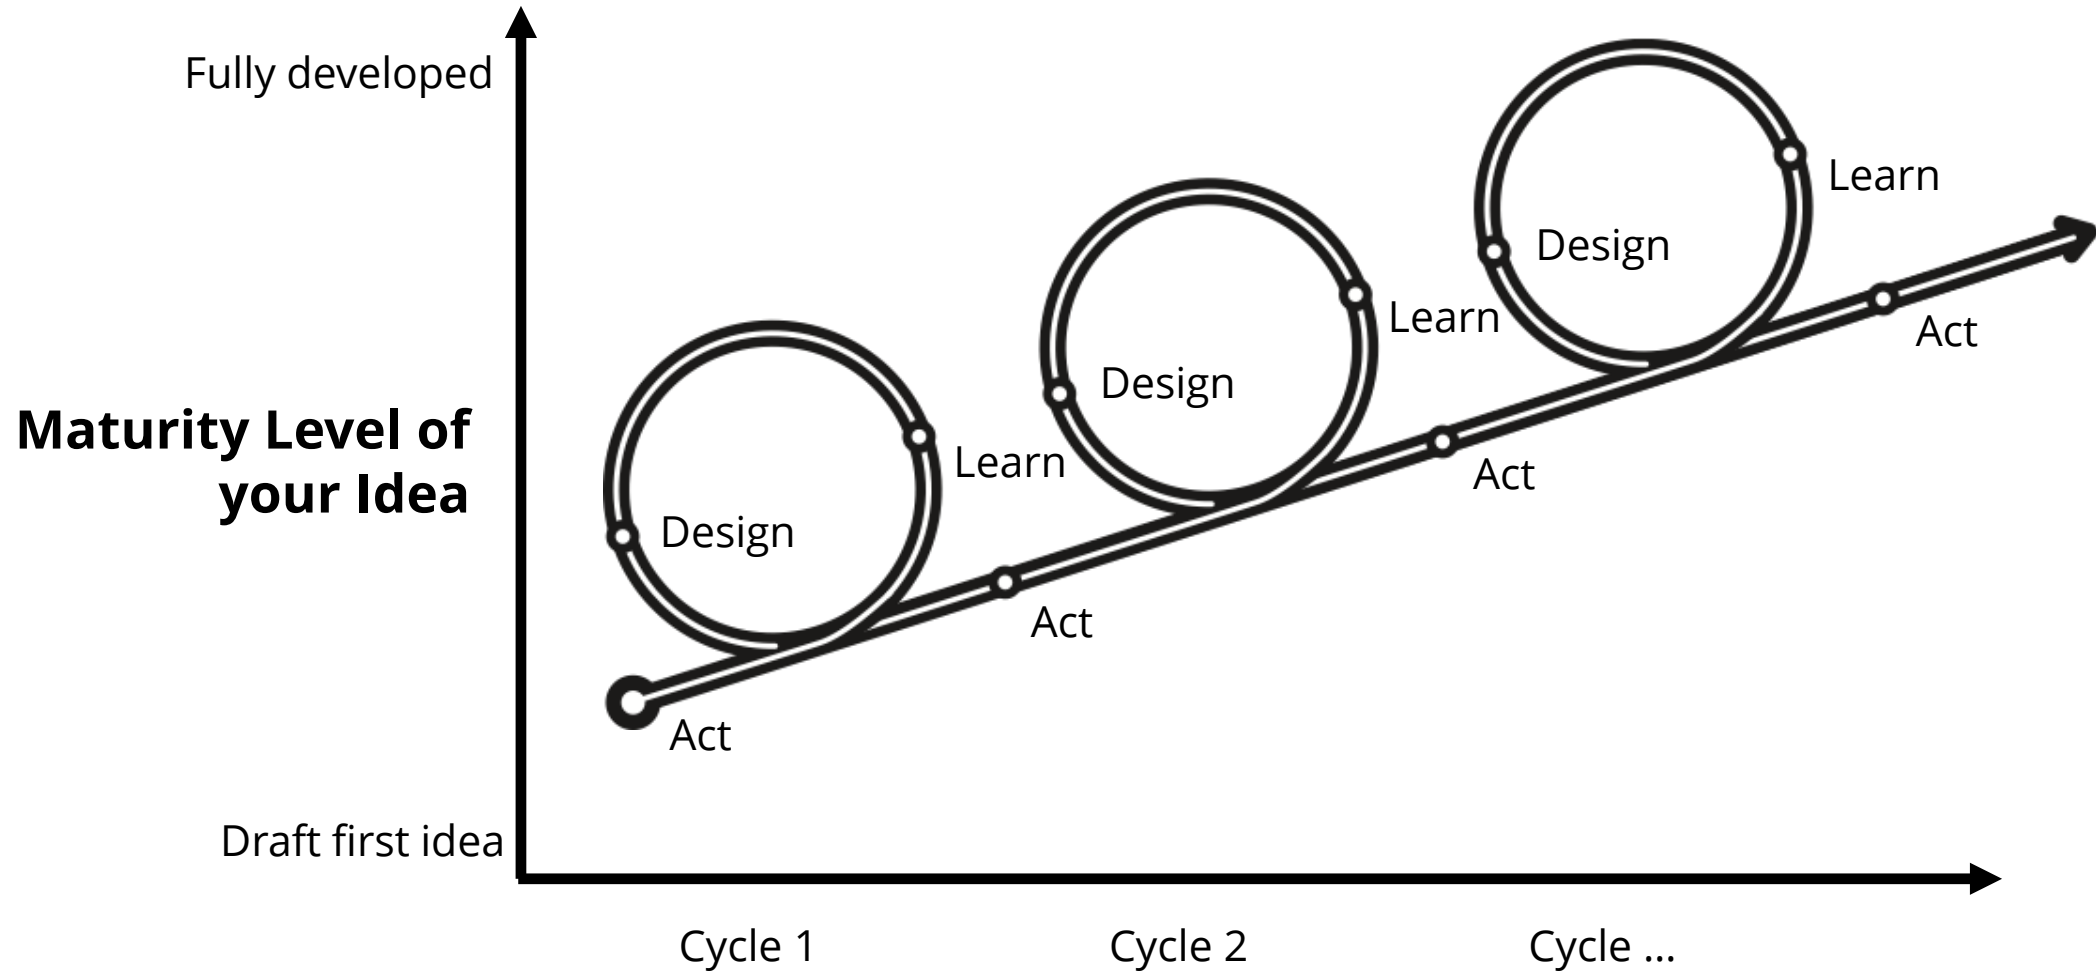 Fully developed
Learn
Design
Learn
Act
Design
Maturity Level of
your Idea
Learn
Act
Design
Act
Act
Draft first idea
Cycle 1
Cycle 2
Cycle ...